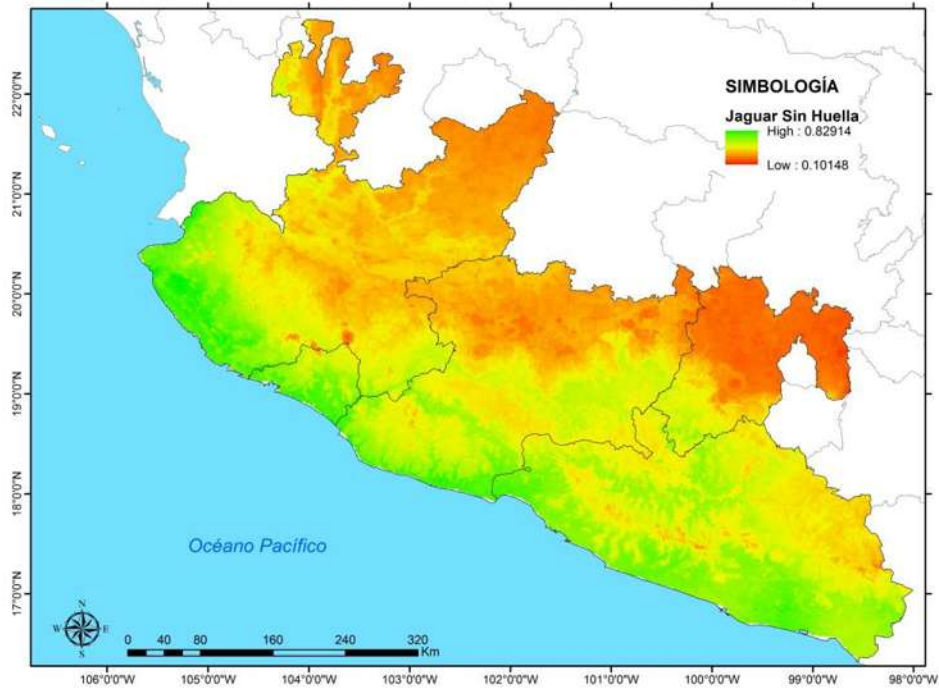 SIMBOLOGÍA
Jaguar Sin Huella
High : 0.82914
Low : 0.10148
22°0'0"N
21°0'0"N
20°0'0"N
19°0'0"N
18°0'0"N
17°0'0"N
Océano Pacífico
N
W E
S
0 40 80 160 240 320
Km
106°0'0"W 105°0'0"W 104°0'0"W 103°0'0"W 102°0'0"W 101°0'0"W 100°0'0"W 99°0'0"W 98°0'0"W